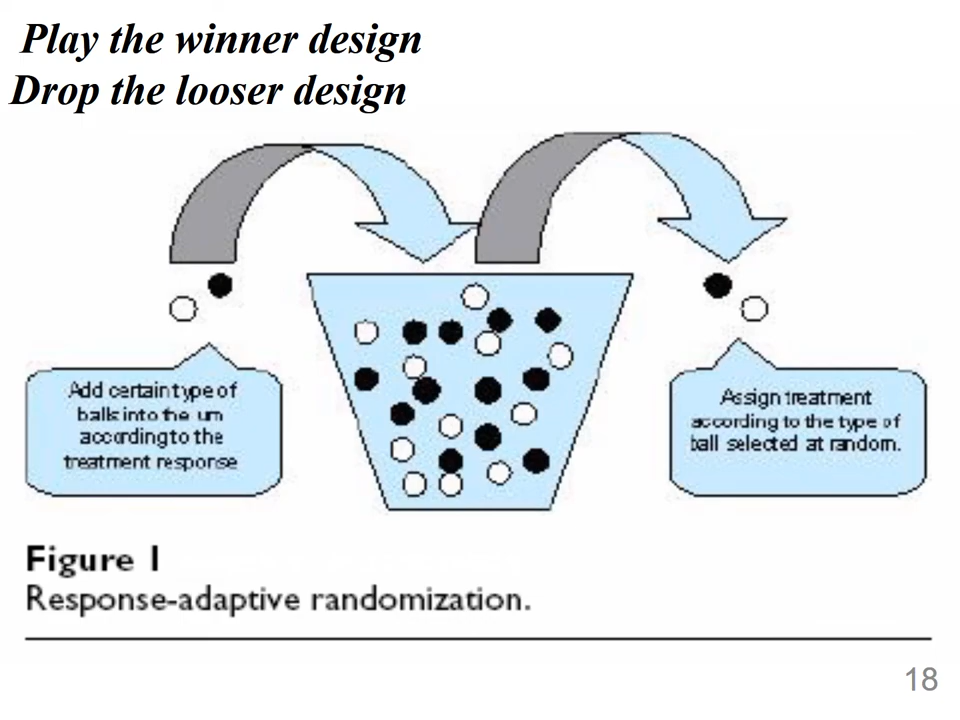 Play the winner design
Drop the looser design
Add certain type of
balls into the urn
according to the
treatment response
Assign treatment
according to the type of
ball selected at random.
Figure 1
Response-adaptive randomization.
18